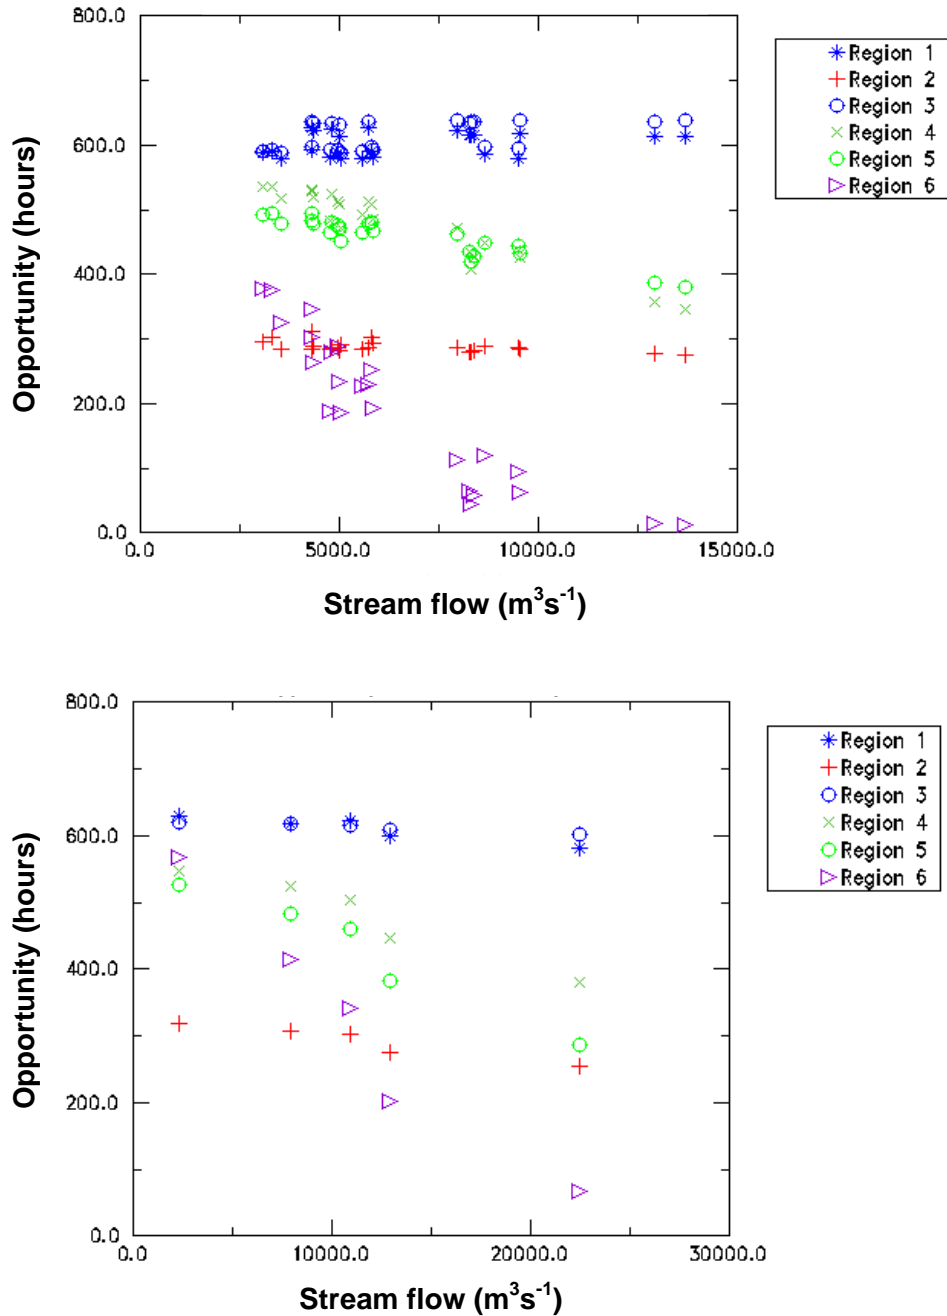 800.0
600.0
400.0
200.0
0.0
0.0 5000.0 10000.0 15000.0
Opportunity (hours)
Stream flow (m³s⁻¹)
Region 1
Region 2
Region 3
Region 4
Region 5
Region 6
800.0
600.0
400.0
200.0
0.0
0.0 10000.0 20000.0 30000.0
Opportunity (hours)
Stream flow (m³s⁻¹)
Region 1
Region 2
Region 3
Region 4
Region 5
Region 6